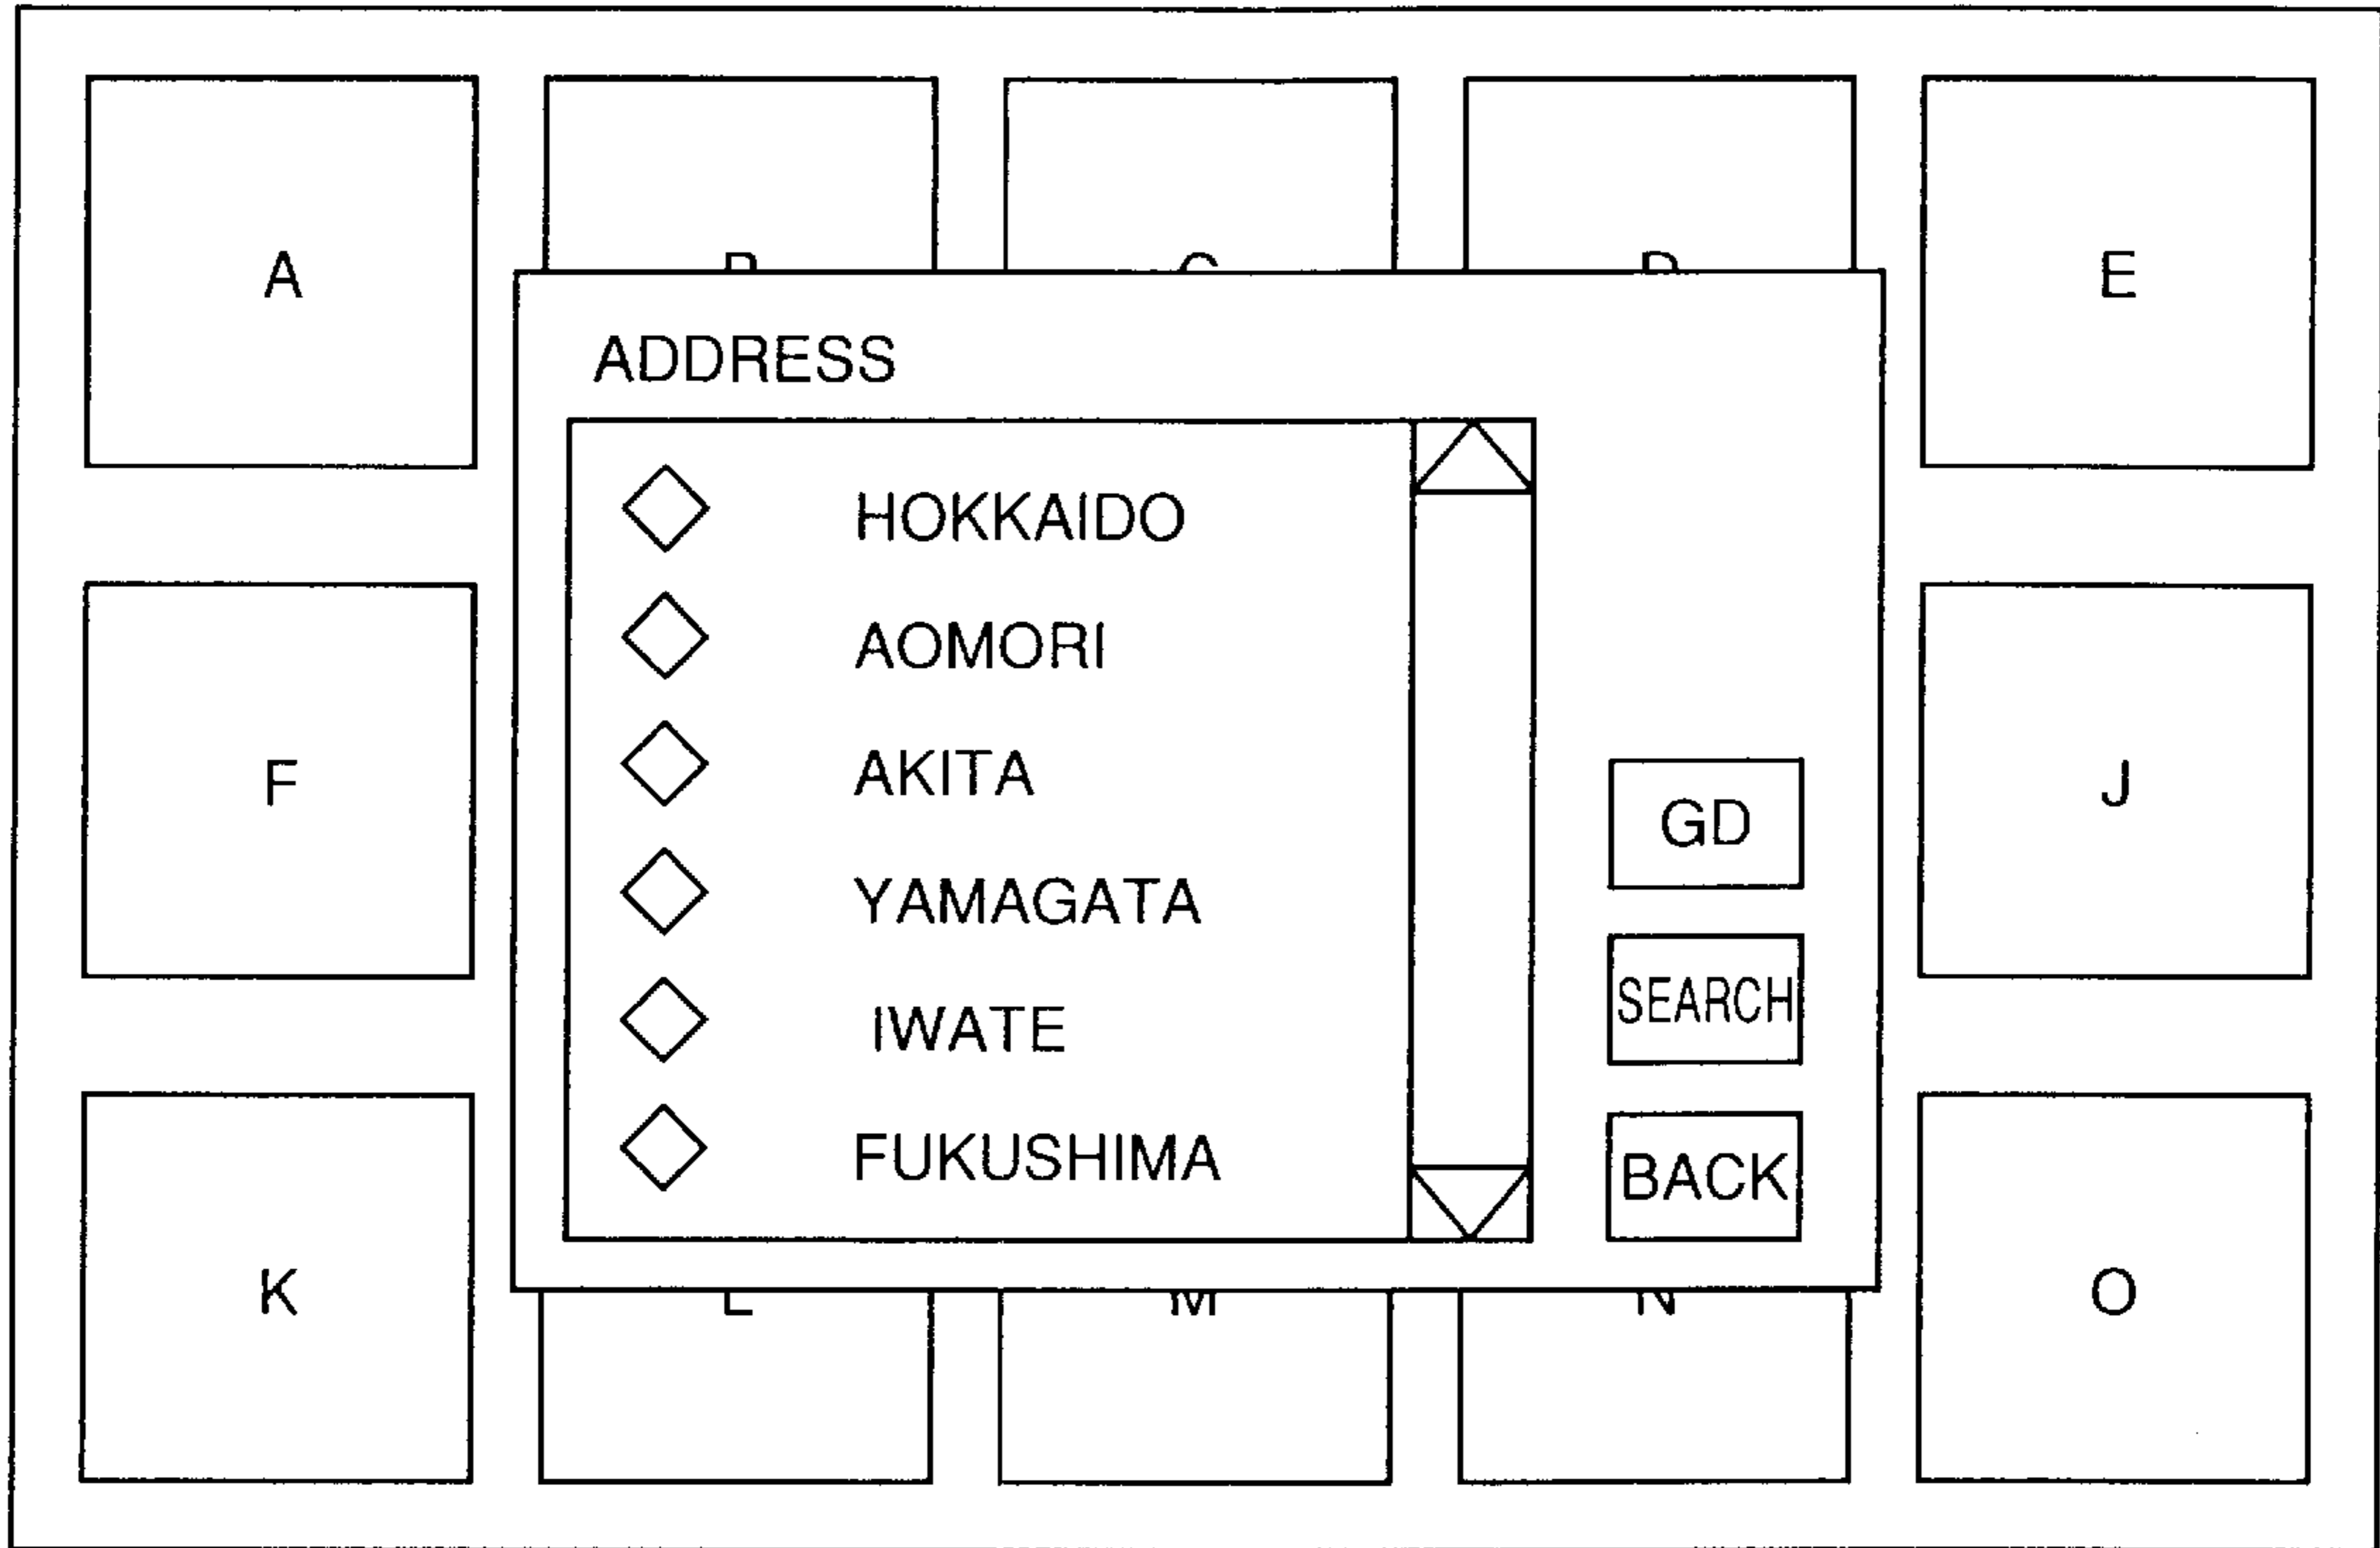 A
E
ADDRESS
HOKKAIDO
AOMORI
AKITA
YAMAGATA
IWATE
FUKUSHIMA
F
J
GD
SEARCH
BACK
K
O